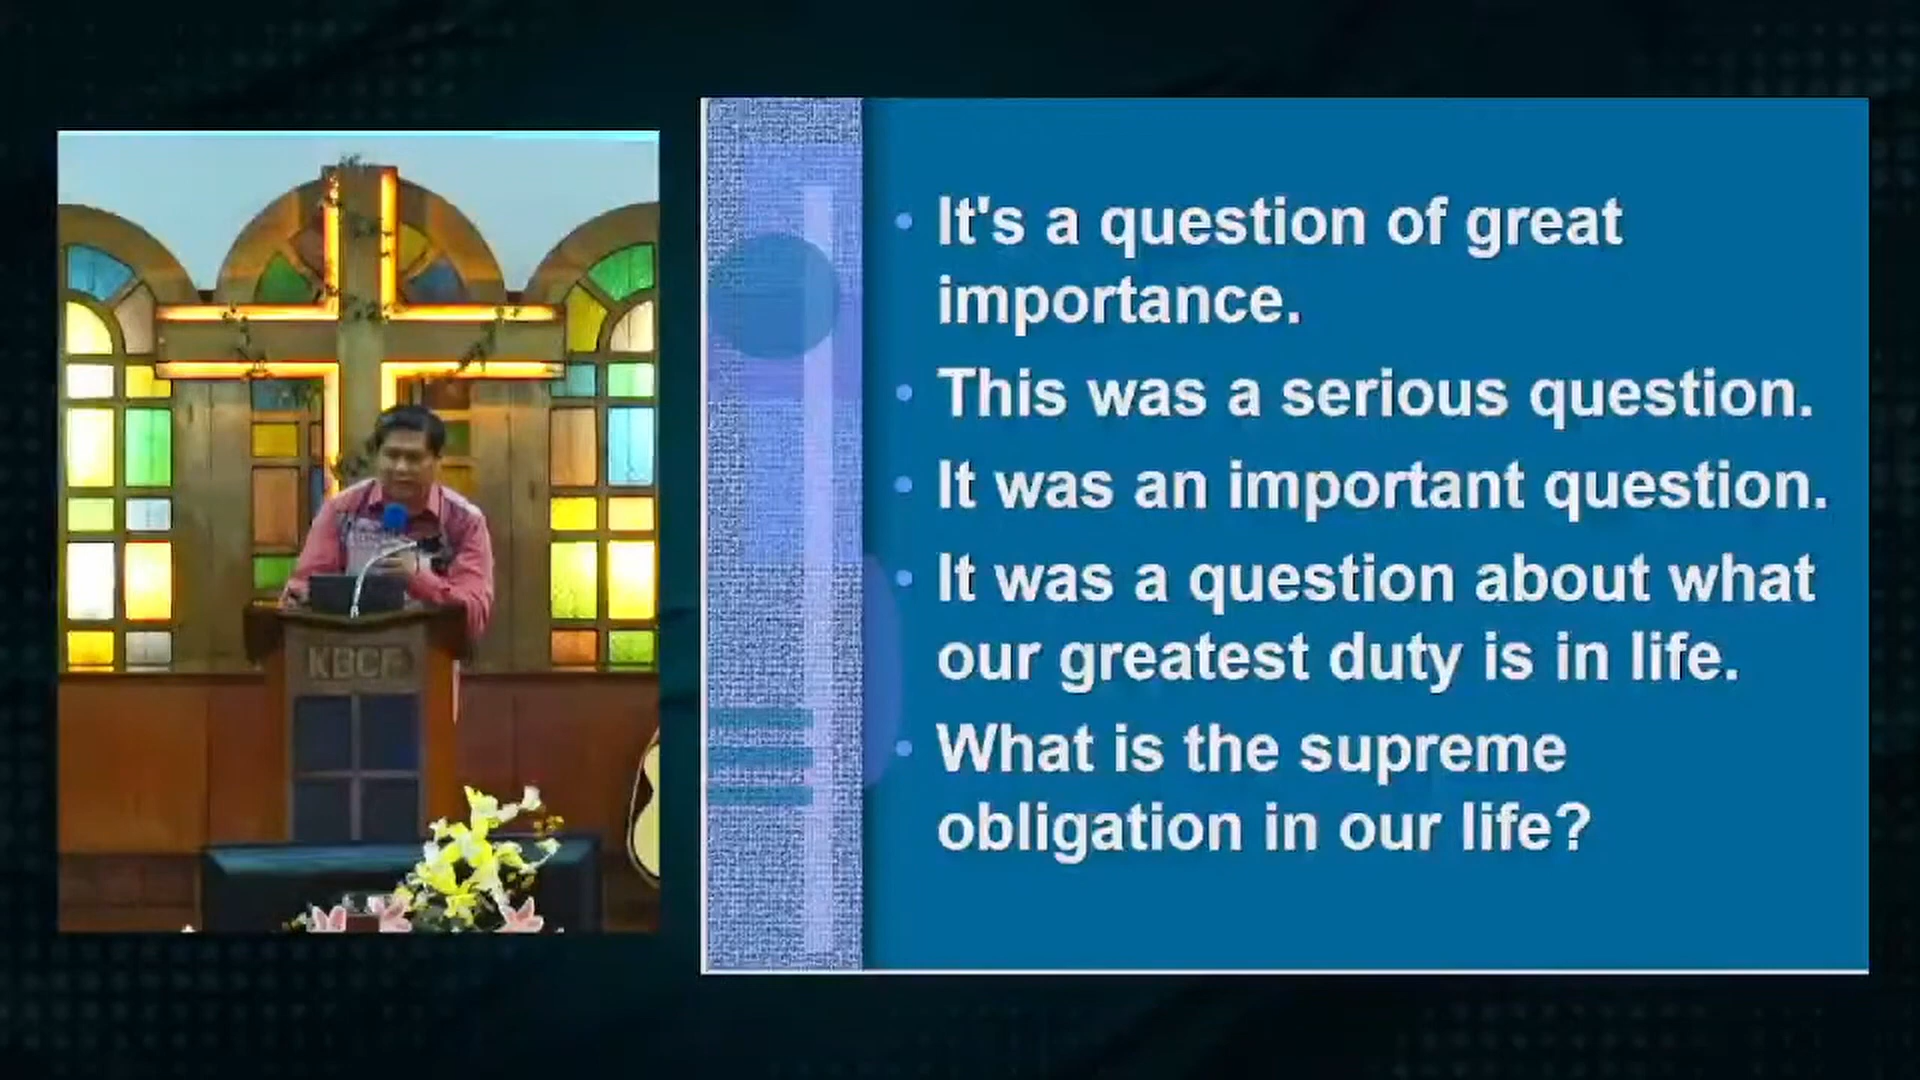 KBCF
• It's a question of great
importance.
• This was a serious question.
• It was an important question.
• It was a question about what
our greatest duty is in life.
• What is the supreme
obligation in our life?